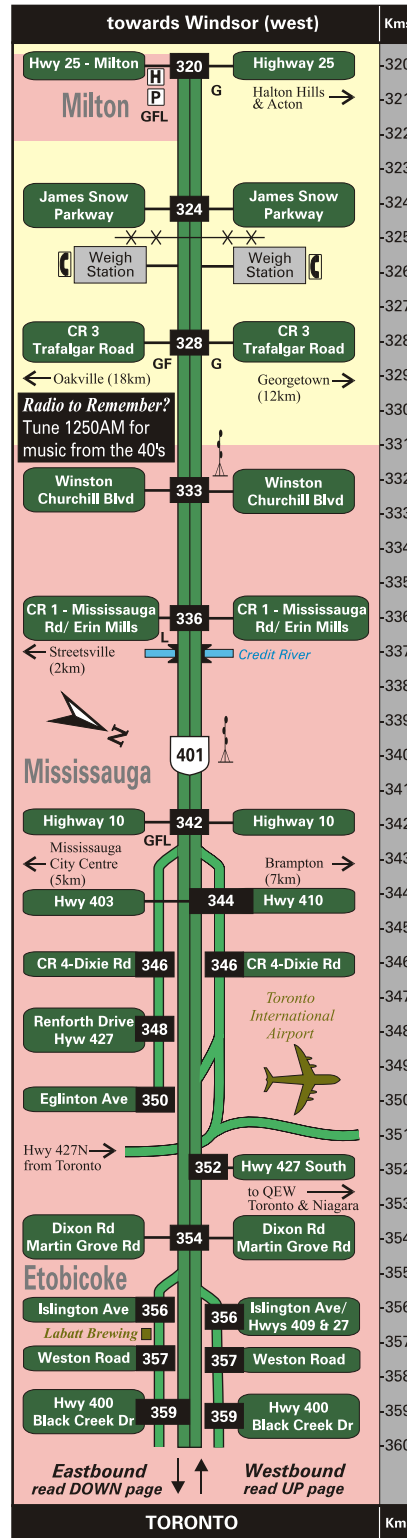 towards Windsor (west)
Kms
Hwy 25 - Milton
320
Highway 25
H
P
GFL
G
Milton
Halton Hills
& Acton
James Snow
Parkway
324
James Snow
Parkway
Weigh
Station
Weigh
Station
CR 3
Trafalgar Road
328
CR 3
Trafalgar Road
GF
G
Oakville (18km)
Georgetown
(12km)
Radio to Remember?
Tune 1250AM for
music from the 40's
Winston
Churchill Blvd
333
Winston
Churchill Blvd
CR 1 - Mississauga
Rd/ Erin Mills
336
CR 1 - Mississauga
Rd/ Erin Mills
L
Streetsville
(2km)
Credit River
N
401
Mississauga
Highway 10
342
Highway 10
GFL
Mississauga
City Centre
(5km)
Brampton
(7km)
Hwy 403
344
Hwy 410
CR 4-Dixie Rd
346
346
CR 4-Dixie Rd
Toronto
International
Airport
Renforth Drive
Hyw 427
348
Eglinton Ave
350
Hwy 427N
from Toronto
352
Hwy 427 South
to QEW
Toronto & Niagara
Dixon Rd
Martin Grove Rd
354
Dixon Rd
Martin Grove Rd
Etobicoke
Islington Ave
356
356
Islington Ave/
Hwys 409 & 27
Labatt Brewing
Weston Road
357
357
Weston Road
Hwy 400
Black Creek Dr
359
359
Hwy 400
Black Creek Dr
Eastbound
read DOWN page
Westbound
read UP page
TORONTO
Km
320
321
322
323
324
325
326
327
328
329
330
331
332
333
334
335
336
337
338
339
340
341
342
343
344
345
346
347
348
349
350
351
352
353
354
355
356
357
358
359
360